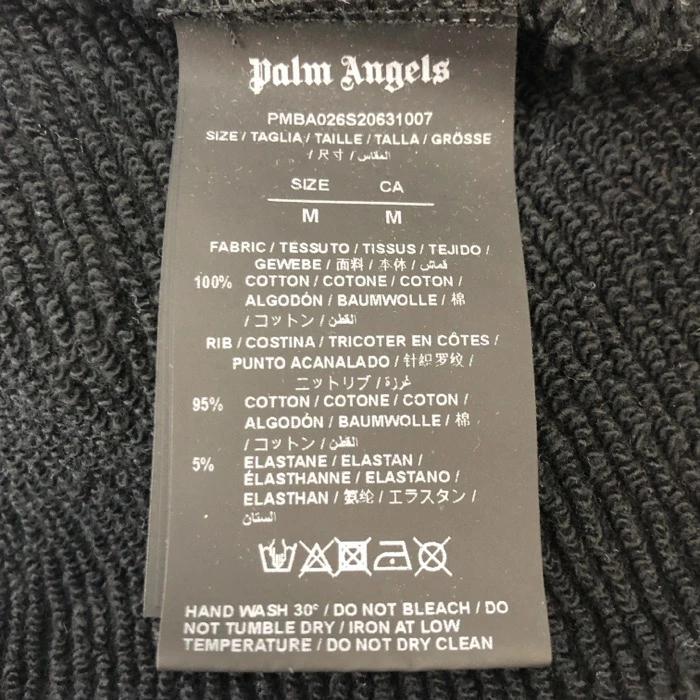 Palm Angels
PMBA026S20631007
SIZE / TAGLIA / TAILLE / TALLA / GRÖSSE
/ 尺寸 / المقاس
SIZE CA
M M
FABRIC / TESSUTO / TISSUS / TEJIDO /
GEWEBE / 面料 / 本体 / قماش
100% COTTON / COTONE / COTON /
ALGODÓN / BAUMWOLLE / 棉
/ コットン / القطن
RIB / COSTINA / TRICOTER EN CÔTES /
PUNTO ACANALADO / 针织罗纹 /
ニットリブ / غرزة
95% COTTON / COTONE / COTON /
ALGODÓN / BAUMWOLLE / 棉
/ コットン / القطن
5% ELASTANE / ELASTAN /
ÉLASTHANNE / ELASTANO /
ELASTHAN / 氨纶 / エラスタン /
الستان
HAND WASH 30° / DO NOT BLEACH / DO
NOT TUMBLE DRY / IRON AT LOW
TEMPERATURE / DO NOT DRY CLEAN